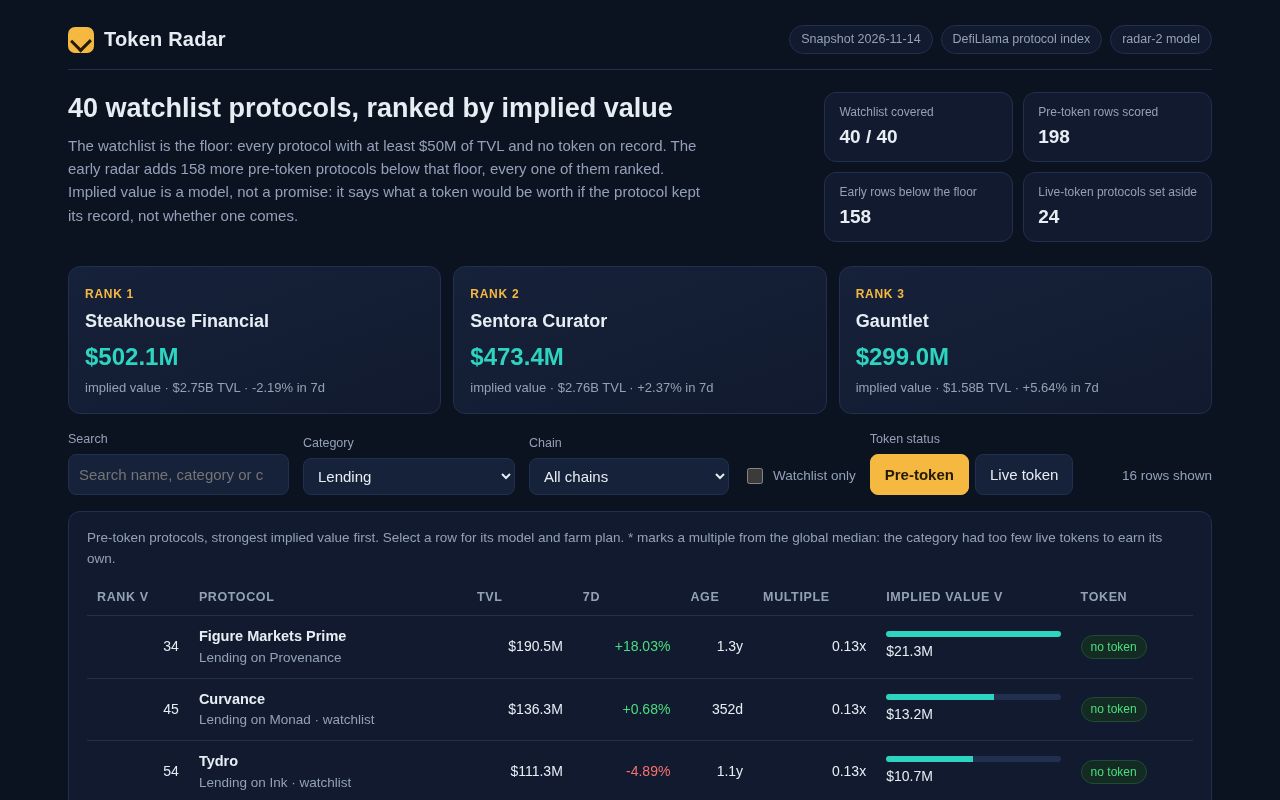 Token Radar
Snapshot 2026-11-14
DefiLlama protocol index
radar-2 model
40 watchlist protocols, ranked by implied value
The watchlist is the floor: every protocol with at least $50M of TVL and no token on record. The
early radar adds 158 more pre-token protocols below that floor, every one of them ranked.
Implied value is a model, not a promise: it says what a token would be worth if the protocol kept
its record, not whether one comes.
Watchlist covered
40 / 40
Pre-token rows scored
198
Early rows below the floor
158
Live-token protocols set aside
24
RANK 1
Steakhouse Financial
$502.1M
implied value · $2.75B TVL · -2.19% in 7d
RANK 2
Sentora Curator
$473.4M
implied value · $2.76B TVL · +2.37% in 7d
RANK 3
Gauntlet
$299.0M
implied value · $1.58B TVL · +5.64% in 7d
Search
Search name, category or c
Category
Lending
Chain
All chains
Watchlist only
Token status
Pre-token
Live token
16 rows shown
Pre-token protocols, strongest implied value first. Select a row for its model and farm plan. * marks a multiple from the global median: the category had too few live tokens to earn its
own.
RANK V PROTOCOL TVL 7D AGE MULTIPLE IMPLIED VALUE V TOKEN
34 Figure Markets Prime $190.5M +18.03% 1.3y 0.13x $21.3M no token
Lending on Provenance
45 Curvance $136.3M +0.68% 352d 0.13x $13.2M no token
Lending on Monad · watchlist
54 Tydro $111.3M -4.89% 1.1y 0.13x $10.7M no token
Lending on Ink · watchlist